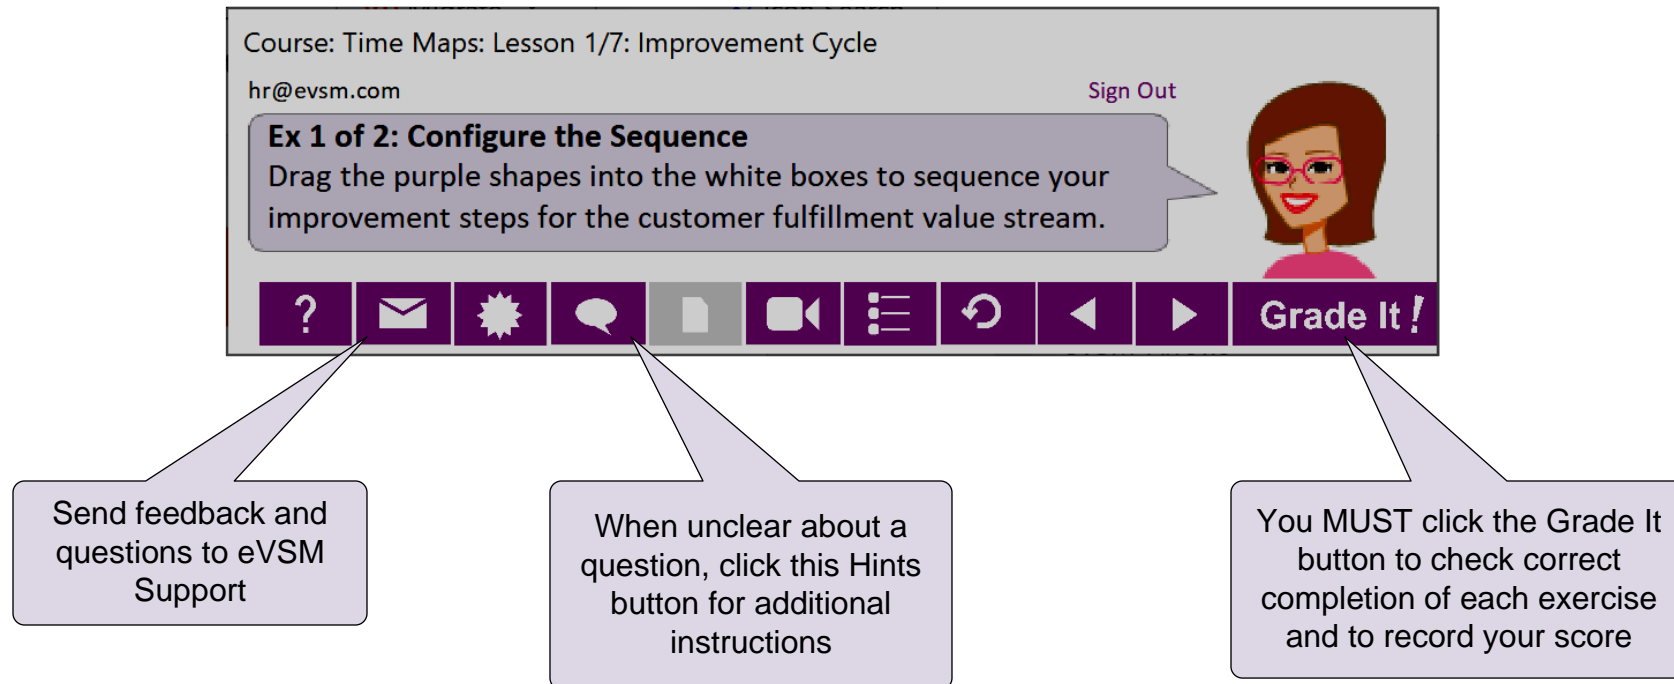 Course: Time Maps: Lesson 1/7: Improvement Cycle
hr@evsm.com
Sign Out
Ex 1 of 2: Configure the Sequence
Drag the purple shapes into the white boxes to sequence your
improvement steps for the customer fulfillment value stream.
?
Grade It!
Send feedback and
questions to eVSM
Support
When unclear about a
question, click this Hints
button for additional
instructions
You MUST click the Grade It
button to check correct
completion of each exercise
and to record your score